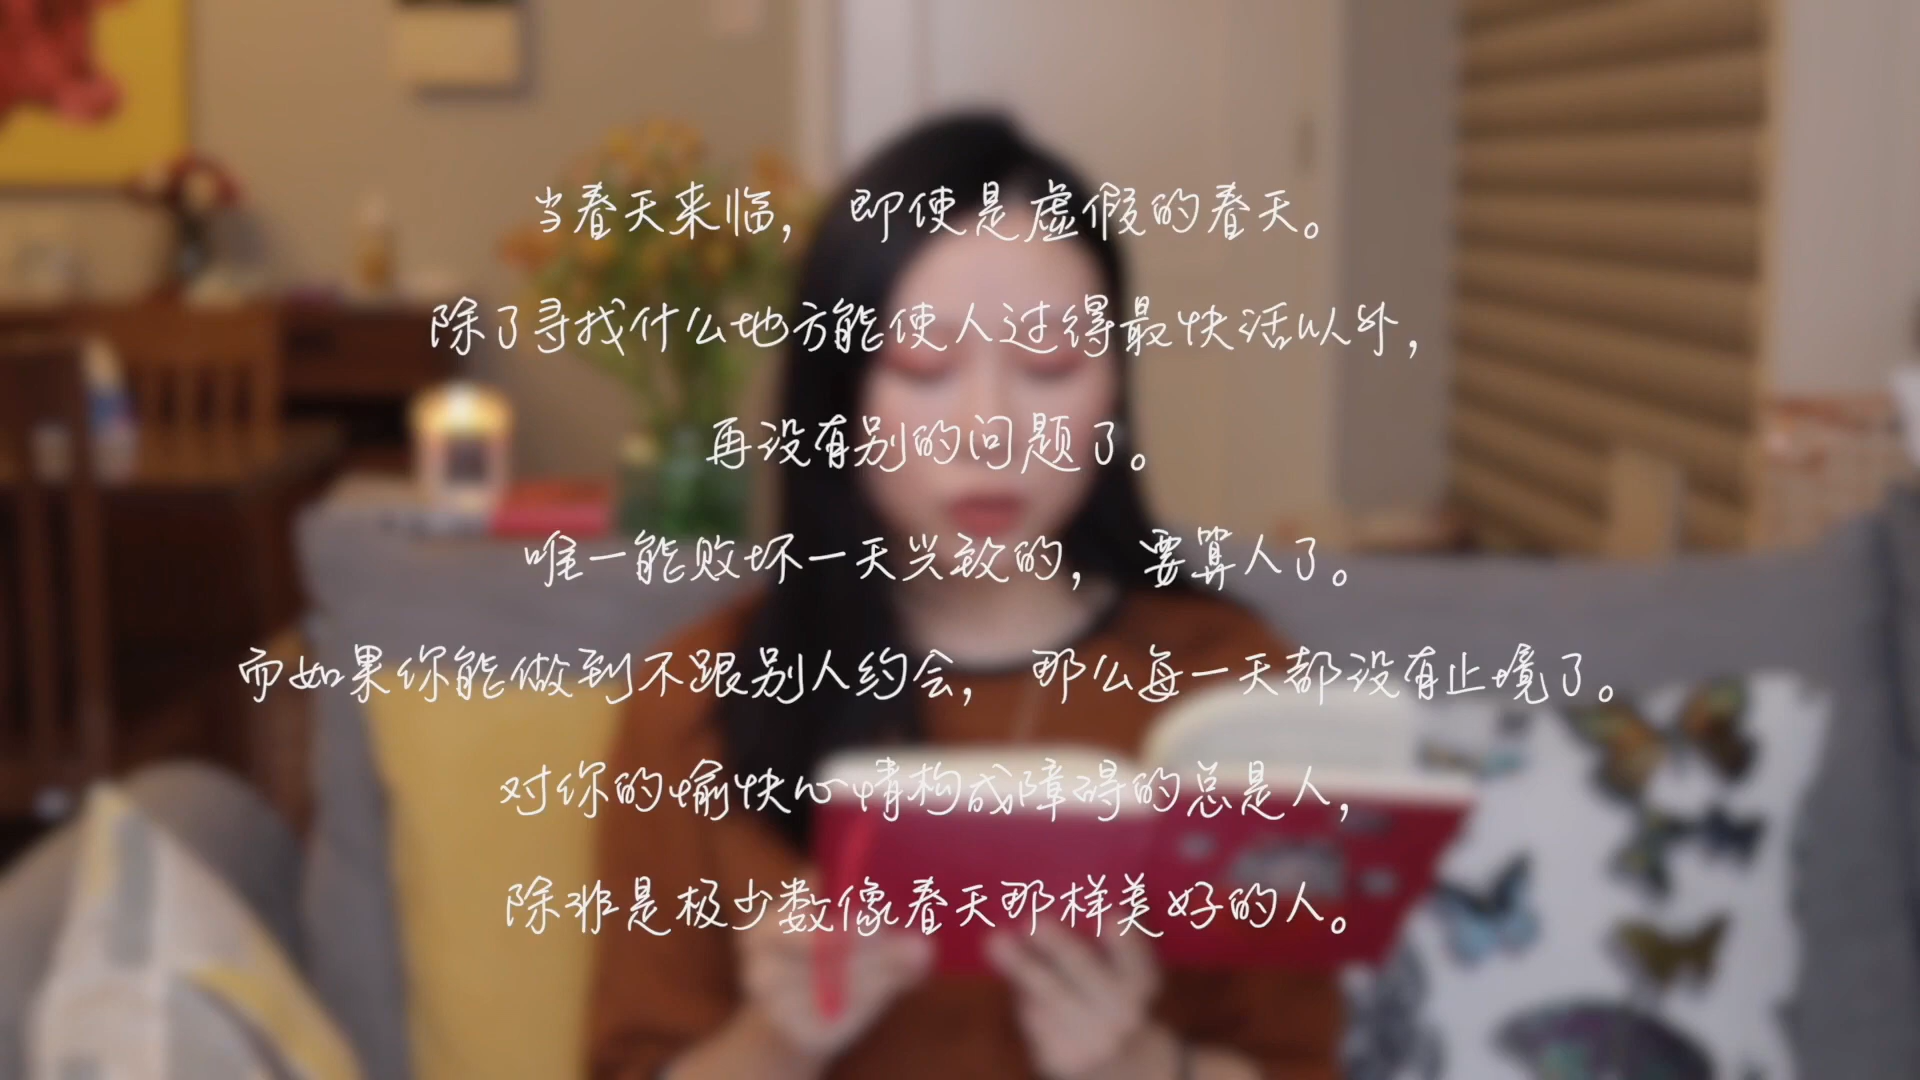 当春天来临，即使是虚假的春天。
除了寻找什么地方能使人过得最快活以外，
再没有别的问题了。
唯一能败坏一天兴致的，要算人了。
而如果你能做到不跟别人约会，那么每一天都没有止境了。
对你的愉快心情构成障碍的总是人，
除非是极少数像春天那样美好的人。